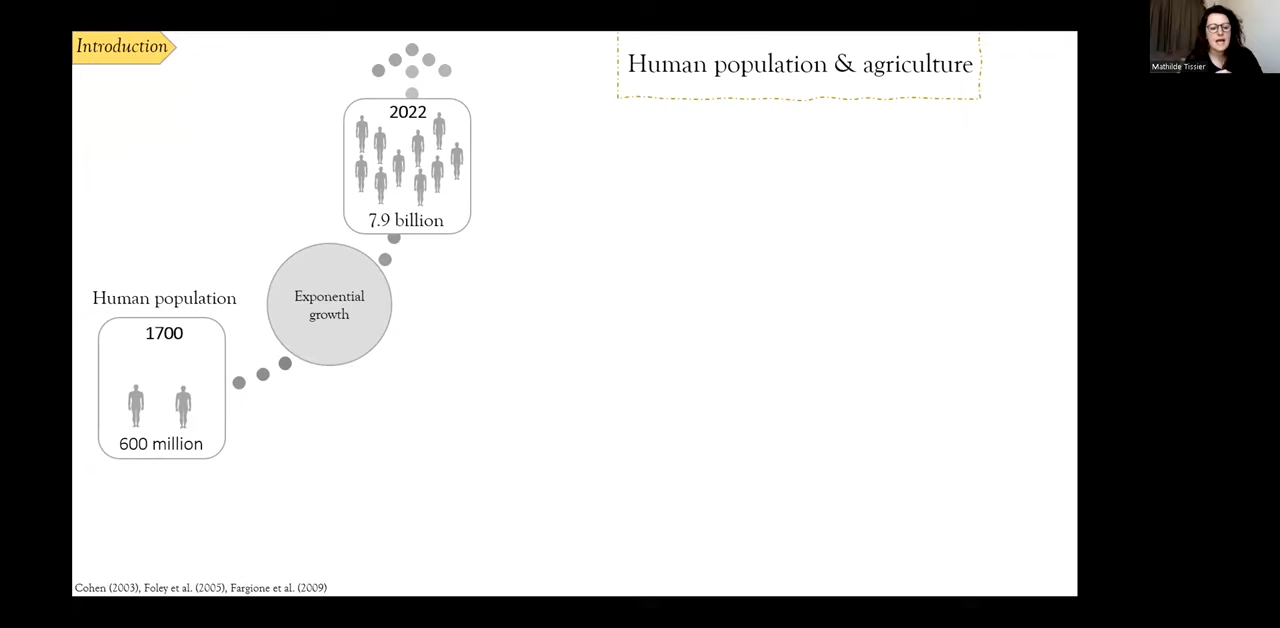 Introduction
Human population & agriculture
Mathilde Tissier
2022
7.9 billion
Exponential
growth
Human population
1700
600 million
Cohen (2003), Foley et al. (2005), Fargione et al. (2009)